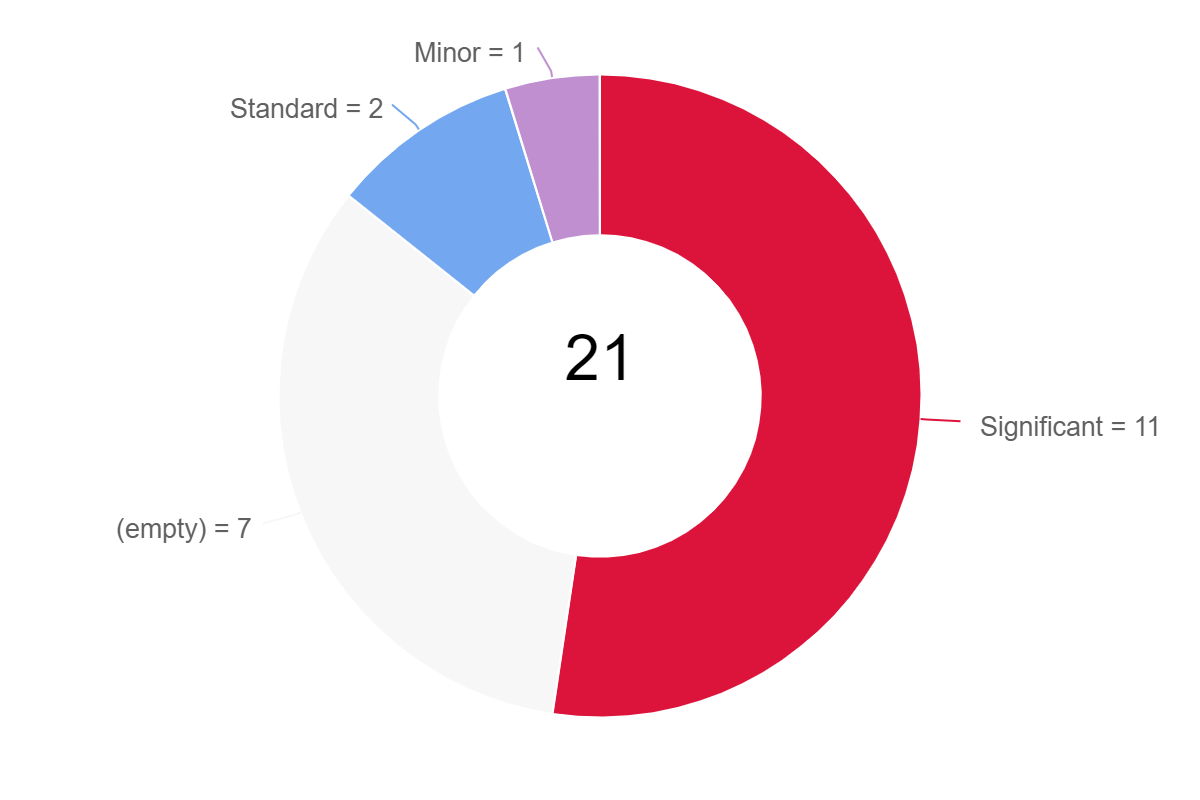 Minor = 1
Standard = 2
21
Significant = 11
(empty) = 7